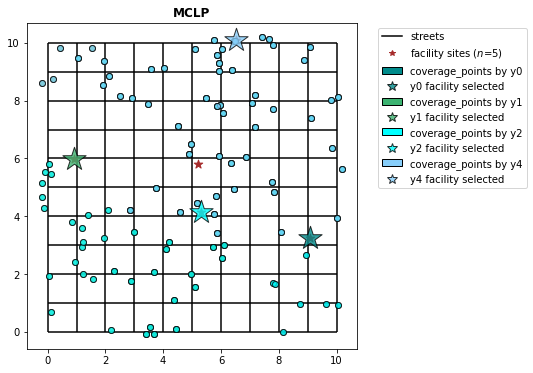 MCLP
streets
facility sites (n=5)
coverage_points by y0
y0 facility selected
coverage_points by y1
y1 facility selected
coverage_points by y2
y2 facility selected
coverage_points by y4
y4 facility selected
10
8
6
4
2
0
0 2 4 6 8 10